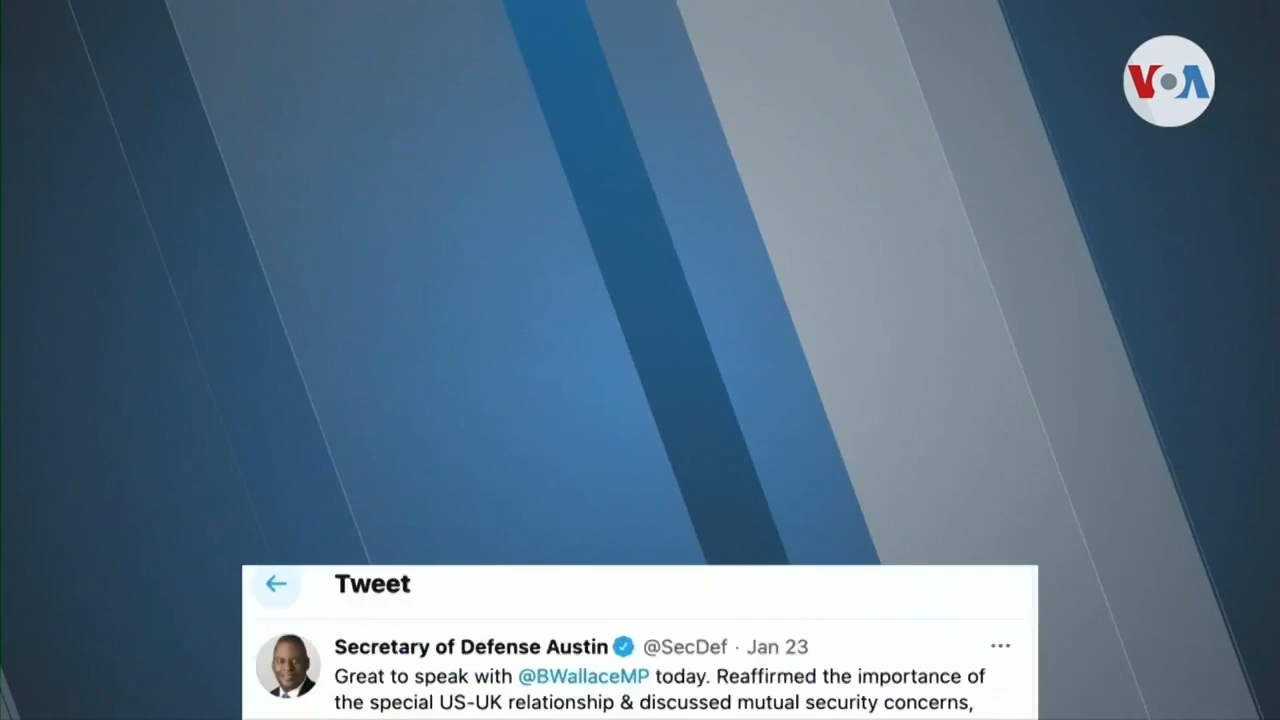 VOA
Tweet
Secretary of Defense Austin @SecDef · Jan 23
Great to speak with @BWallaceMP today. Reaffirmed the importance of
the special US-UK relationship & discussed mutual security concerns,